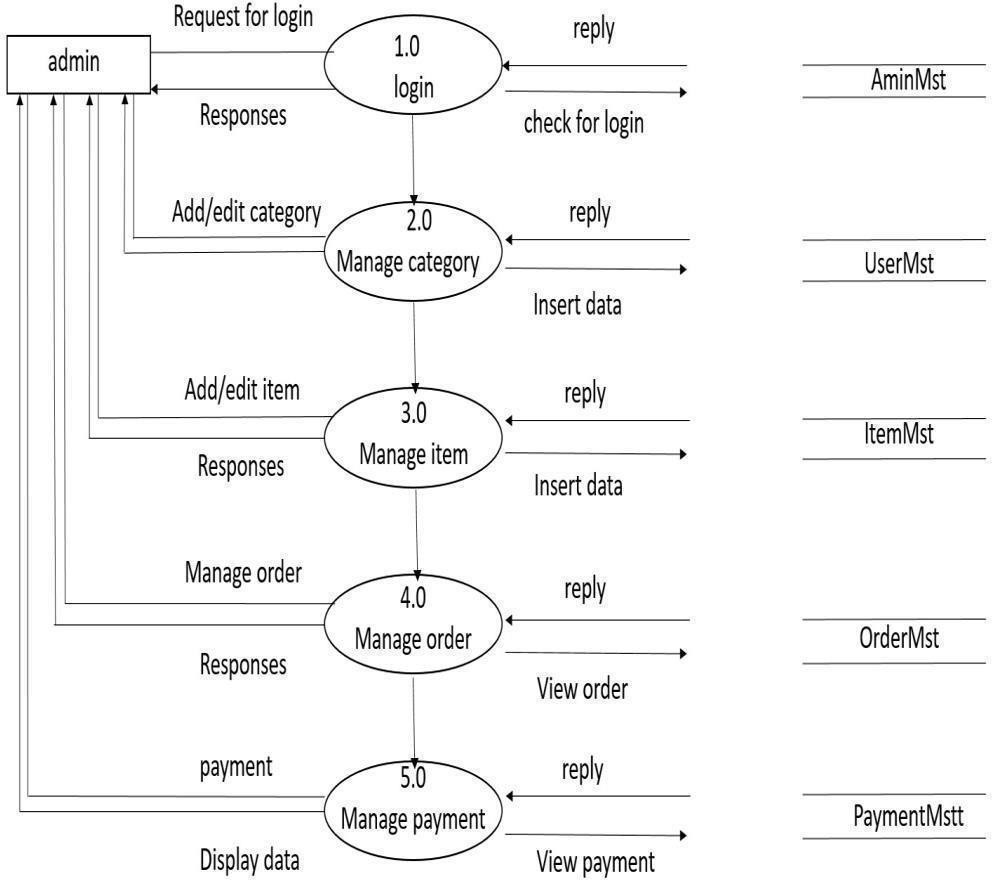 Request for login
admin
1.0
login
reply
AminMst
Responses
check for login
Add/edit category
2.0
Manage category
reply
UserMst
Insert data
Add/edit item
3.0
Manage item
reply
ItemMst
Responses
Insert data
Manage order
4.0
Manage order
reply
OrderMst
Responses
View order
payment
5.0
Manage payment
reply
PaymentMstt
Display data
View payment